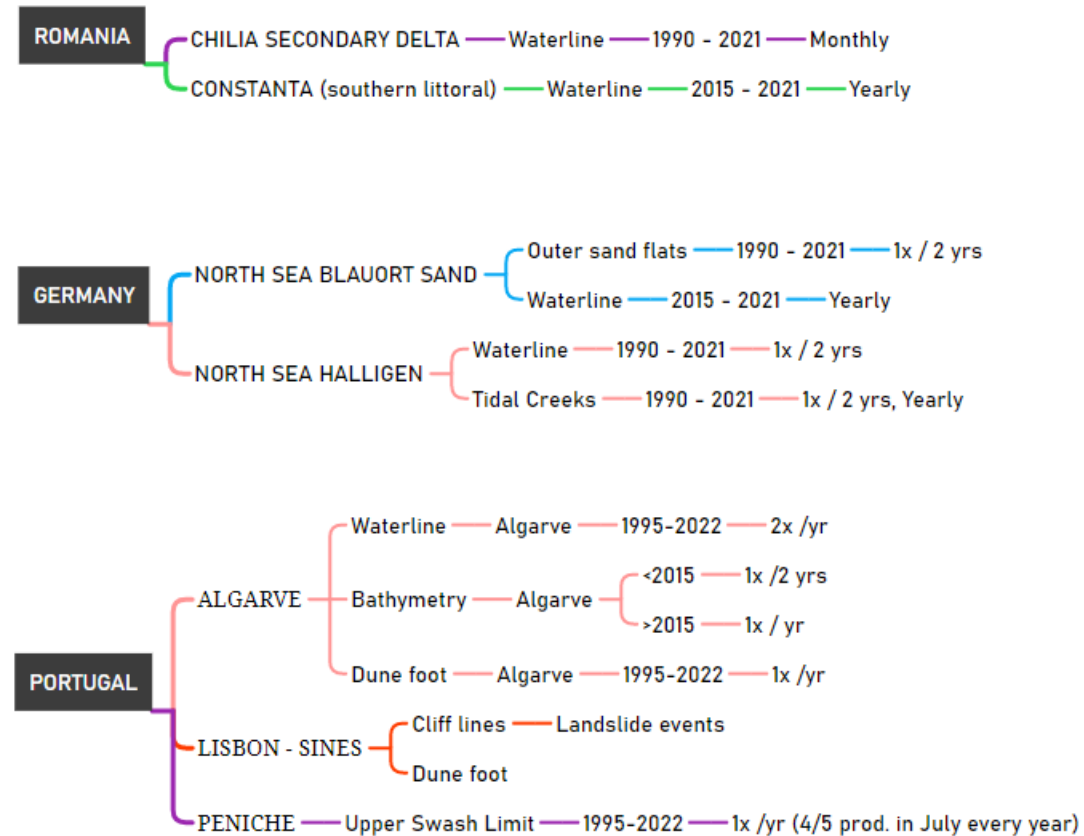 ROMANIA
CHILIA SECONDARY DELTA Waterline 1990 - 2021 Monthly
CONSTANTA (southern littoral) Waterline 2015 - 2021 Yearly
GERMANY
NORTH SEA BLAUORT SAND
Outer sand flats 1990 - 2021 1x / 2 yrs
Waterline 2015 - 2021 Yearly
NORTH SEA HALLIGEN
Waterline 1990 - 2021 1x / 2 yrs
Tidal Creeks 1990 - 2021 1x / 2 yrs, Yearly
PORTUGAL
ALGARVE
Waterline Algarve 1995-2022 2x /yr
Bathymetry Algarve
<2015 1x /2 yrs
>2015 1x / yr
Dune foot Algarve 1995-2022 1x /yr
LISBON - SINES
Cliff lines Landslide events
Dune foot
PENICHE Upper Swash Limit 1995-2022 1x /yr (4/5 prod. in July every year)